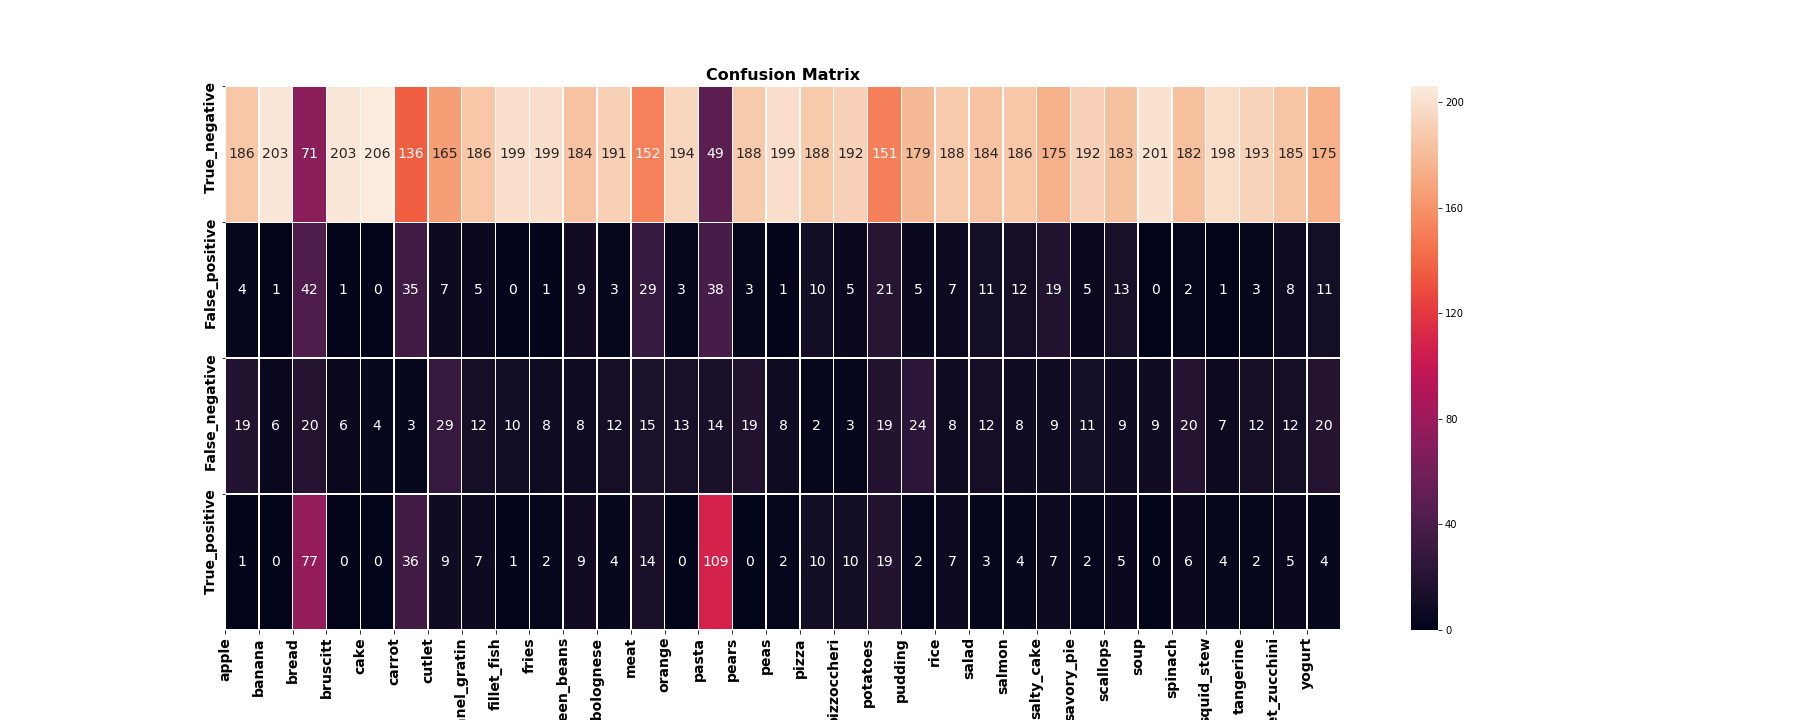 Confusion Matrix
True_negative 186 203 71 203 206 136 165 186 199 199 184 191 152 194 49 188 199 188 192 151 179 188 184 186 175 192 183 201 182 198 193 185 175
False_positive 4 1 42 1 0 35 7 5 0 1 9 3 29 3 38 3 1 10 5 21 5 7 11 12 19 5 13 0 2 1 3 8 11
False_negative 19 6 20 6 4 3 29 12 10 8 8 12 15 13 14 19 8 2 3 19 24 8 12 8 9 11 9 9 20 7 12 12 20
True_positive 1 0 77 0 0 36 9 7 1 2 9 4 14 0 109 0 2 10 10 19 2 7 3 4 7 2 5 0 6 4 2 5 4
apple banana bread bruscitt cake carrot cutlet nnel_gratin fillet_fish fries een_beans bolognese meat orange pasta pears peas pizza pizzoccheri potatoes pudding rice salad salmon salty_cake savory_pie scallops soup spinach squid_stew tangerine et_zucchini yogurt
200
160
120
80
40
0